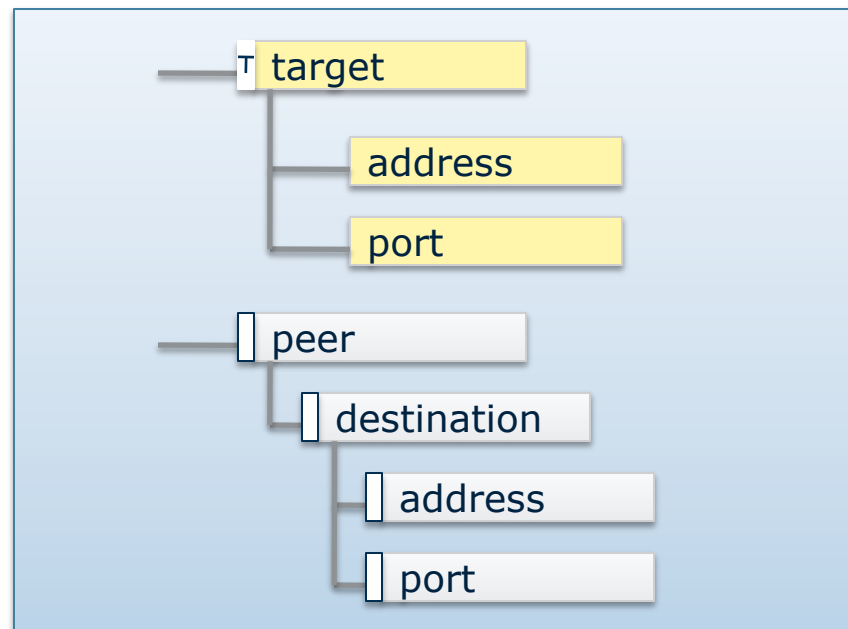 T target
address
port
peer
destination
address
port